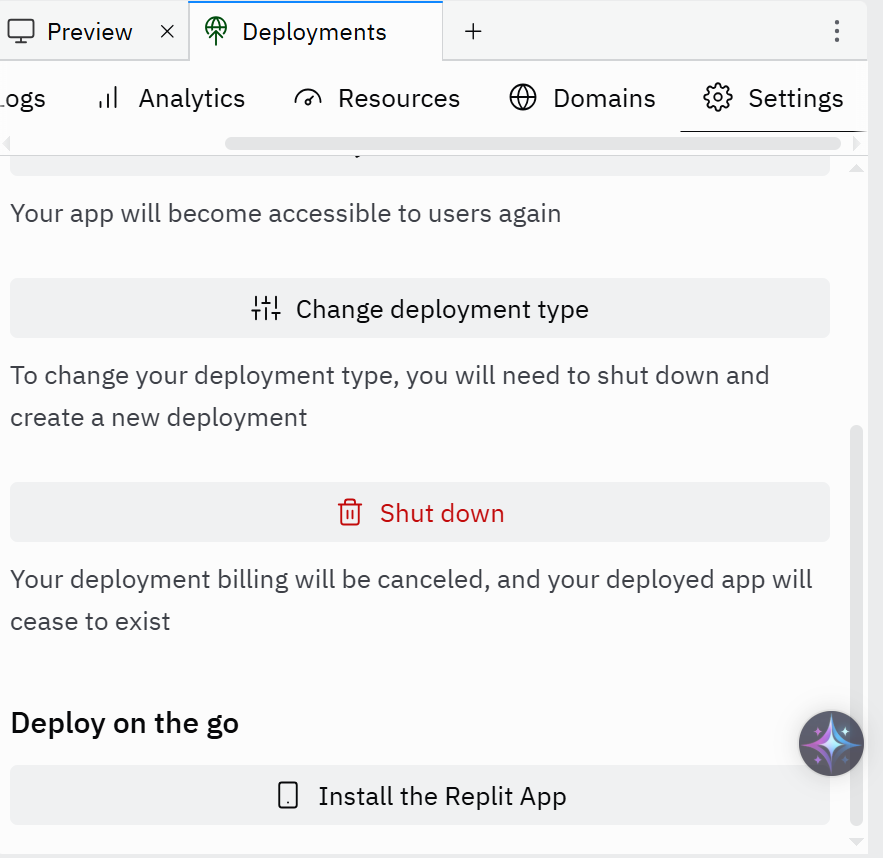 Preview
Deployments
ogs
Analytics
Resources
Domains
Settings
Your app will become accessible to users again
Change deployment type
To change your deployment type, you will need to shut down and
create a new deployment
Shut down
Your deployment billing will be canceled, and your deployed app will
cease to exist
Deploy on the go
Install the Replit App